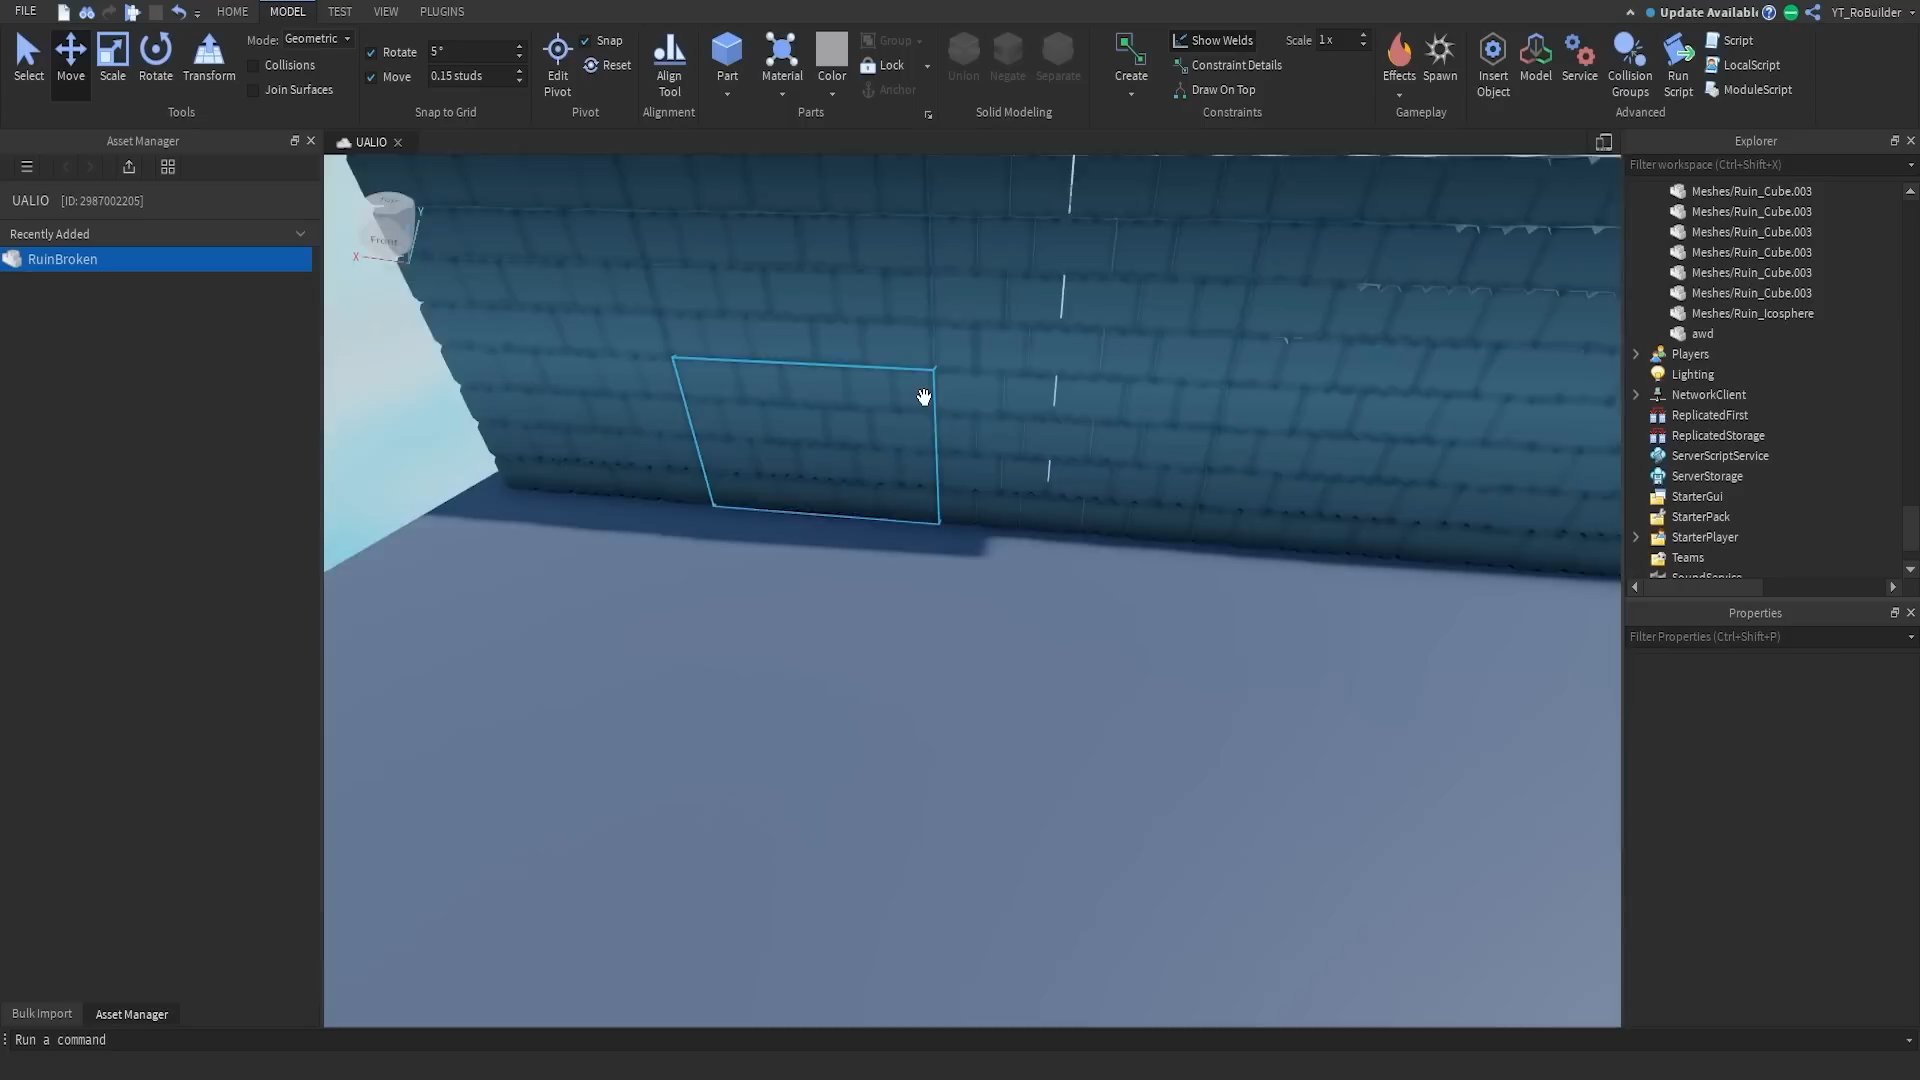 FILE
HOME
MODEL
TEST
VIEW
PLUGINS
Update Availabl
YT_RoBuilder
Select
Move
Scale
Rotate
Transform
Mode: Geometric
Collisions
Join Surfaces
Tools
Rotate 5°
Move 0.15 studs
Snap to Grid
Edit
Pivot
Snap
Reset
Pivot
Align
Tool
Alignment
Part
Material
Color
Group
Lock
Anchor
Parts
Union
Negate
Separate
Solid Modeling
Create
Show Welds
Scale 1x
Constraint Details
Draw On Top
Constraints
Effects
Spawn
Gameplay
Insert
Object
Model
Service
Collision
Groups
Run
Script
Script
LocalScript
ModuleScript
Advanced
Asset Manager
UALIO [ID: 2987002205]
Recently Added
RuinBroken
Bulk Import
Asset Manager
Run a command
UALIO
Front
Y
X
Explorer
Filter workspace (Ctrl+Shift+X)
Meshes/Ruin_Cube.003
Meshes/Ruin_Cube.003
Meshes/Ruin_Cube.003
Meshes/Ruin_Cube.003
Meshes/Ruin_Cube.003
Meshes/Ruin_Cube.003
Meshes/Ruin_Icosphere
awd
Players
Lighting
NetworkClient
ReplicatedFirst
ReplicatedStorage
ServerScriptService
ServerStorage
StarterGui
StarterPack
StarterPlayer
Teams
SoundService
Properties
Filter Properties (Ctrl+Shift+P)